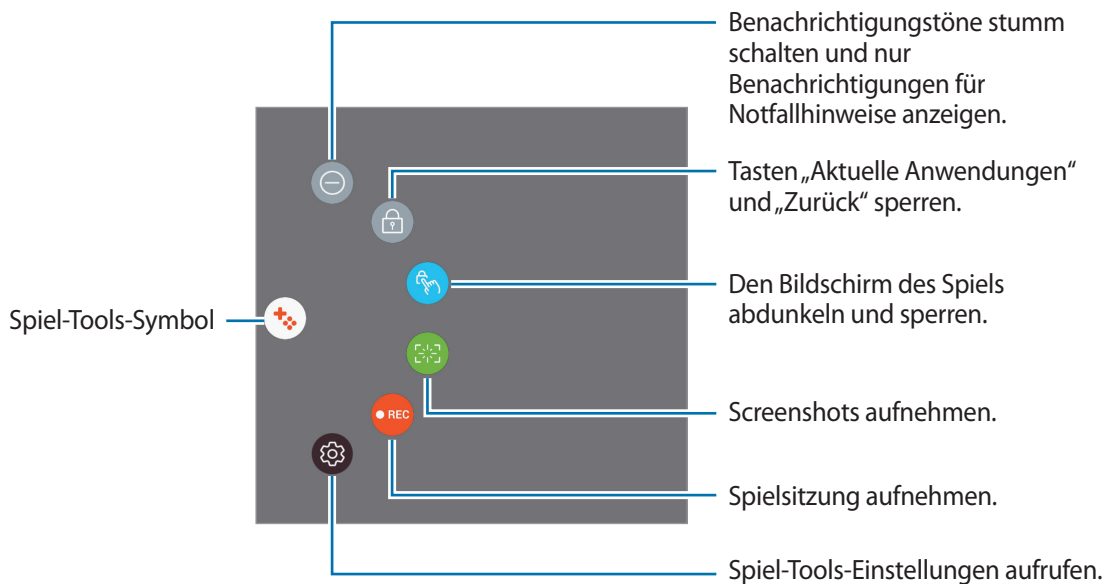 Benachrichtigungstöne stumm
schalten und nur
Benachrichtigungen für
Notfallhinweise anzeigen.
Tasten „Aktuelle Anwendungen“
und „Zurück“ sperren.
Den Bildschirm des Spiels
abdunkeln und sperren.
Spiel-Tools-Symbol
Screenshots aufnehmen.
REC
Spielsitzung aufnehmen.
Spiel-Tools-Einstellungen aufrufen.